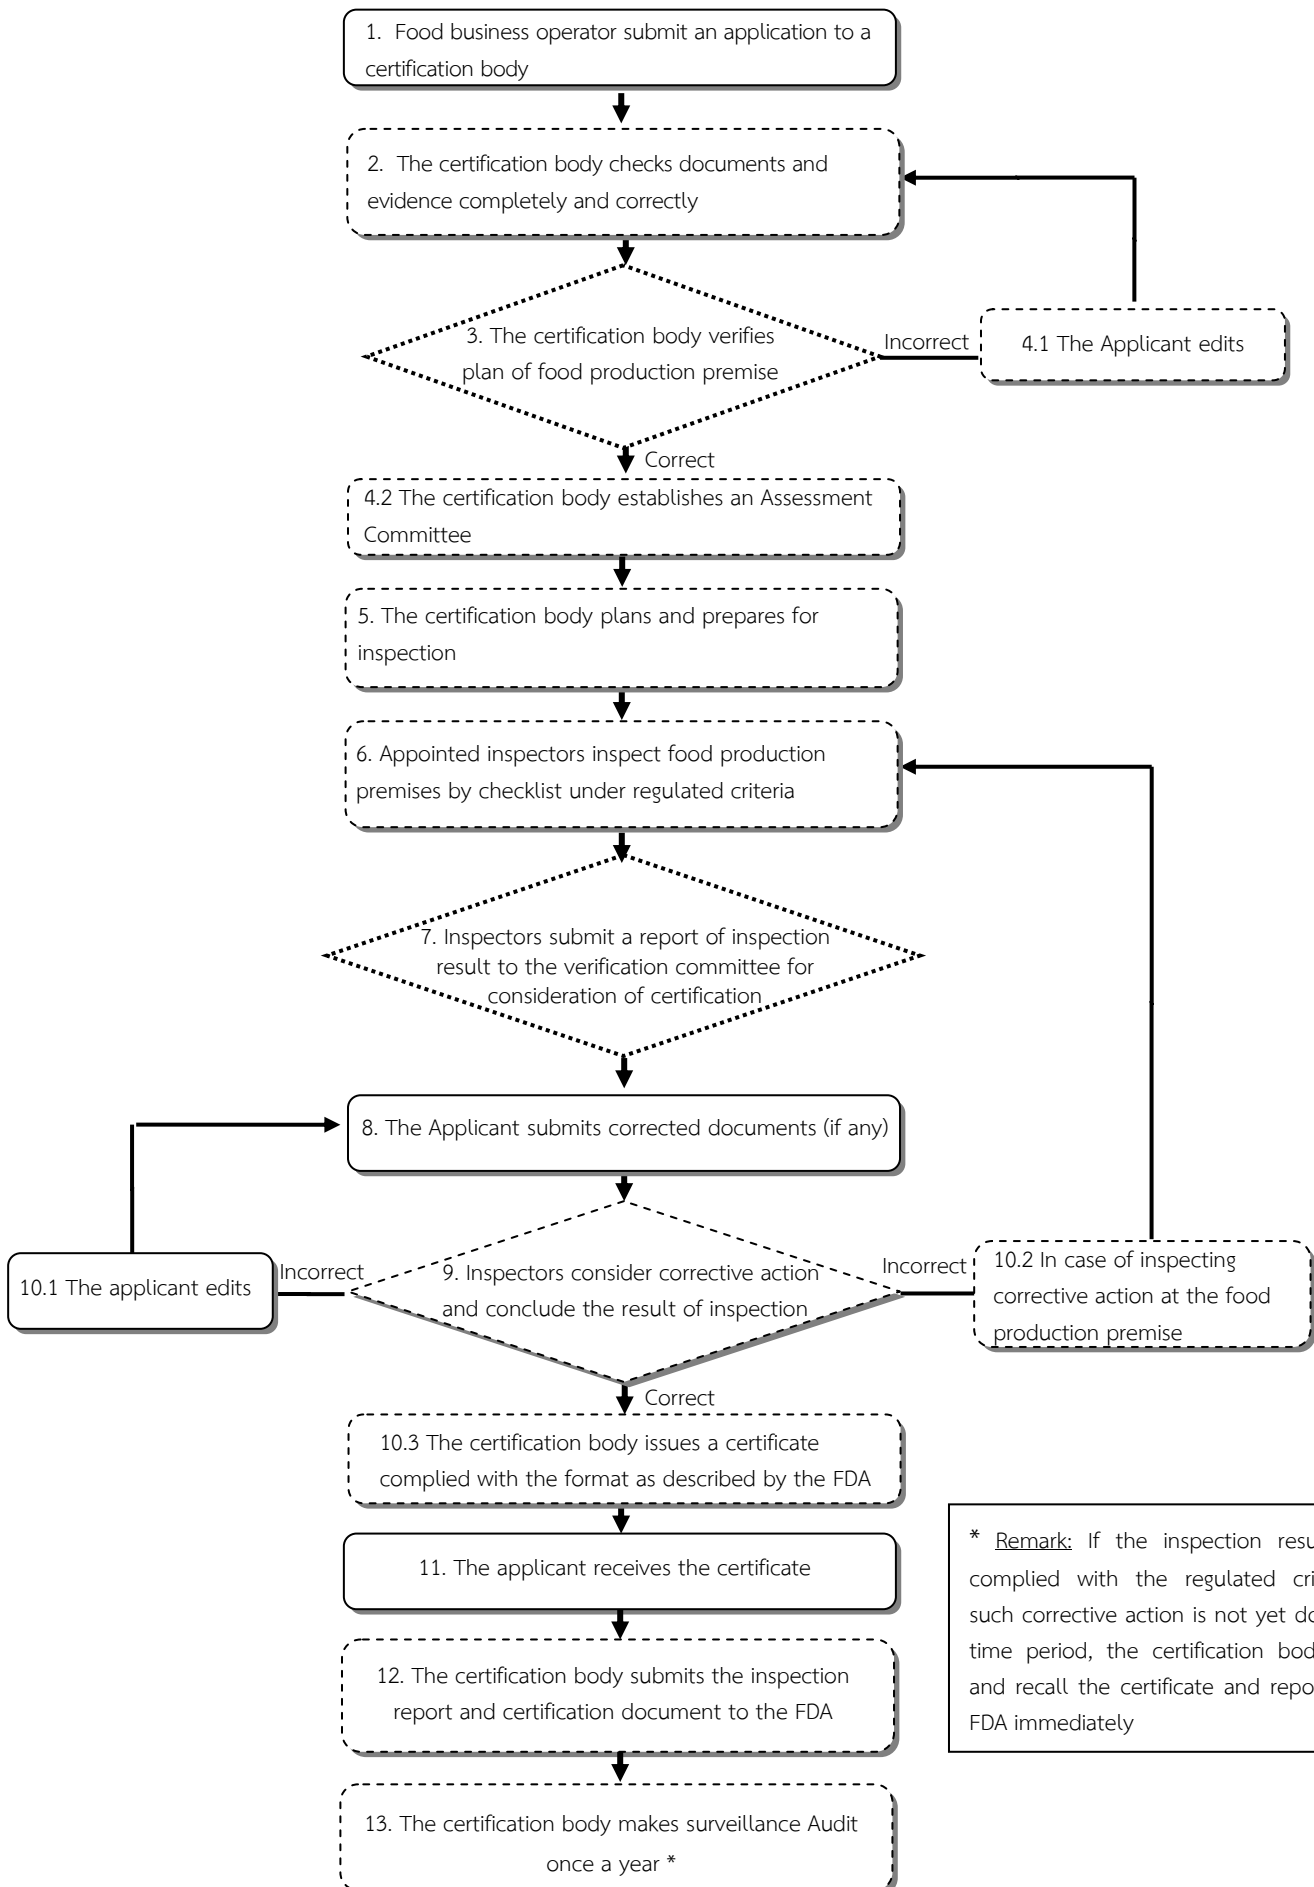 1. Food business operator submit an application to a
certification body
2. The certification body checks documents and
evidence completely and correctly
3. The certification body verifies
plan of food production premise
Incorrect
4.1 The Applicant edits
Correct
4.2 The certification body establishes an Assessment
Committee
5. The certification body plans and prepares for
inspection
6. Appointed inspectors inspect food production
premises by checklist under regulated criteria
7. Inspectors submit a report of inspection
result to the verification committee for
consideration of certification
8. The Applicant submits corrected documents (if any)
10.1 The applicant edits
Incorrect
9. Inspectors consider corrective action
and conclude the result of inspection
Incorrect
10.2 In case of inspecting
corrective action at the food
production premise
Correct
10.3 The certification body issues a certificate
complied with the format as described by the FDA
11. The applicant receives the certificate
12. The certification body submits the inspection
report and certification document to the FDA
13. The certification body makes surveillance Audit
once a year *
* Remark: If the inspection
complied with the regulated
such corrective action is not yet
time period, the certification
and recall the certificate and
FDA immediately